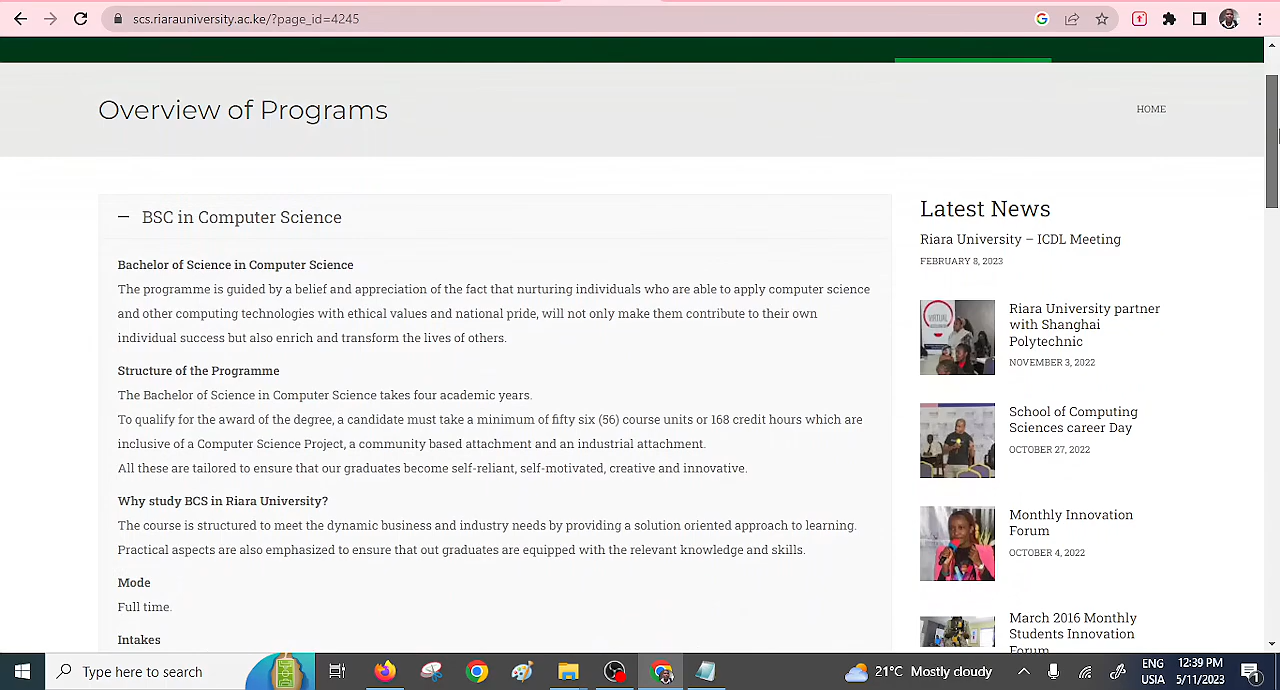 scs.riarauniversity.ac.ke/?page_id=4245
Overview of Programs
HOME
BSC in Computer Science
Bachelor of Science in Computer Science
The programme is guided by a belief and appreciation of the fact that nurturing individuals who are able to apply computer science
and other computing technologies with ethical values and national pride, will not only make them contribute to their own
individual success but also enrich and transform the lives of others.
Structure of the Programme
The Bachelor of Science in Computer Science takes four academic years.
To qualify for the award of the degree, a candidate must take a minimum of fifty six (56) course units or 168 credit hours which are
inclusive of a Computer Science Project, a community based attachment and an industrial attachment.
All these are tailored to ensure that our graduates become self-reliant, self-motivated, creative and innovative.
Why study BCS in Riara University?
The course is structured to meet the dynamic business and industry needs by providing a solution oriented approach to learning.
Practical aspects are also emphasized to ensure that out graduates are equipped with the relevant knowledge and skills.
Mode
Full time.
Intakes
Latest News
Riara University – ICDL Meeting
FEBRUARY 8, 2023
VIRTUAL
Riara University partner
with Shanghai
Polytechnic
NOVEMBER 3, 2022
School of Computing
Sciences career Day
OCTOBER 27, 2022
Monthly Innovation
Forum
OCTOBER 4, 2022
March 2016 Monthly
Students Innovation
Forum
Type here to search
21°C Mostly cloudy
ENG
USA
12:39 PM
5/11/2023